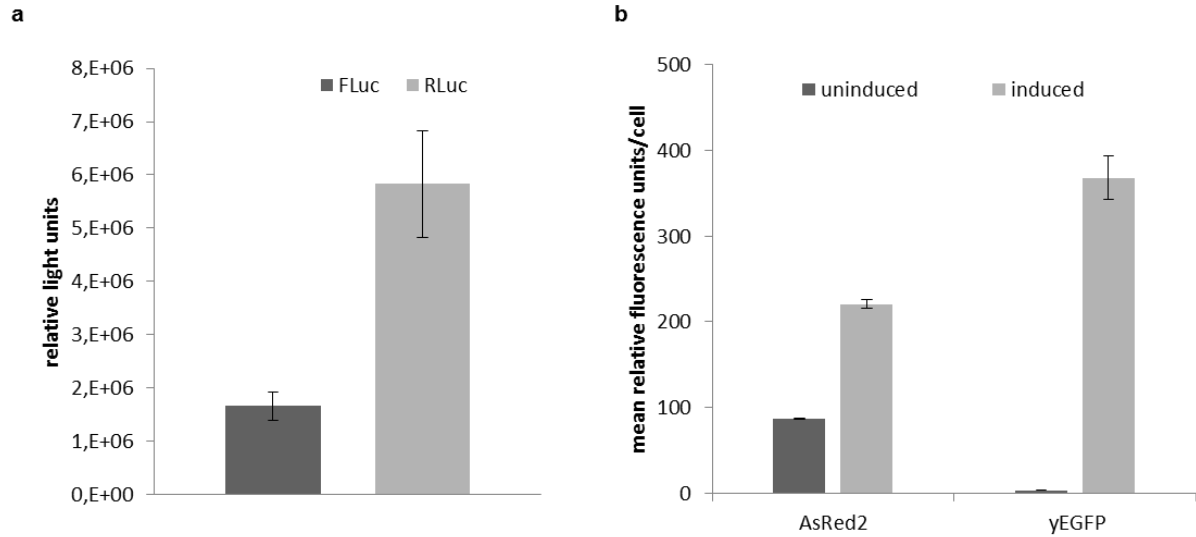 a
relative light units
8,E+06
7,E+06
6,E+06
5,E+06
4,E+06
3,E+06
2,E+06
1,E+06
0,E+00
FLuc RLuc
b
mean relative fluorescence units/cell
500
400
300
200
100
0
uninduced induced
AsRed2 yEGFP